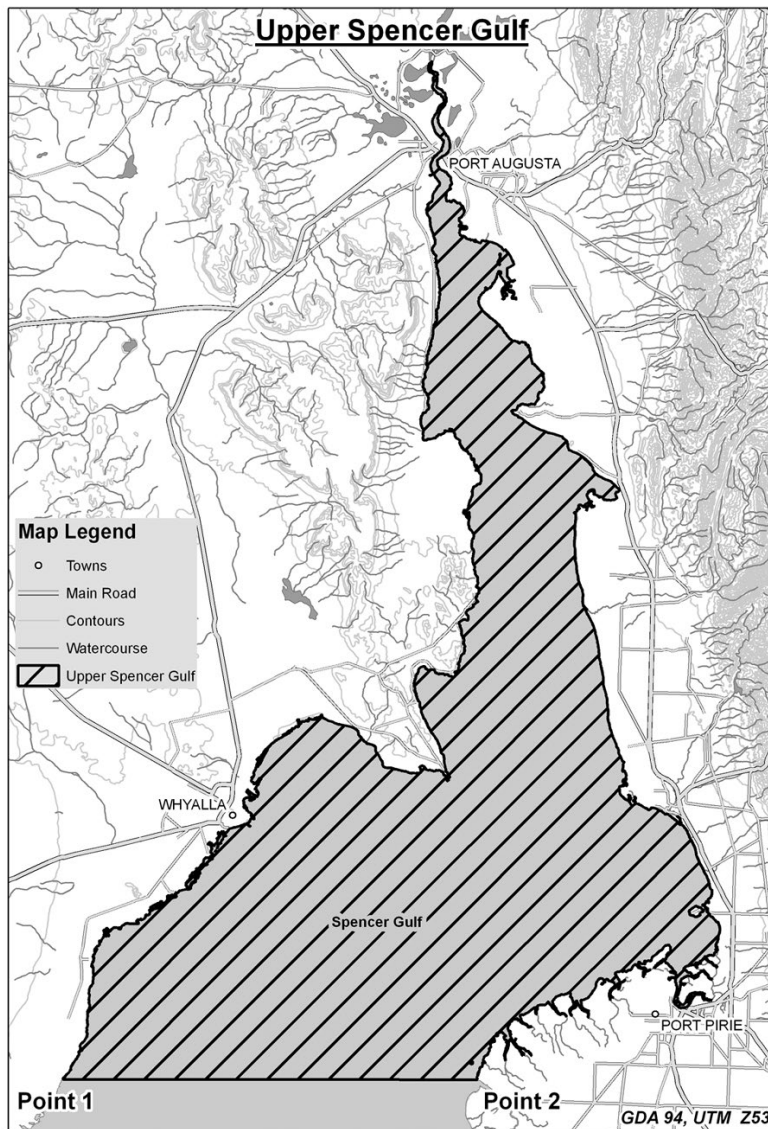 Upper Spencer Gulf
PORT AUGUSTA
Map Legend
Towns
Main Road
Contours
Watercourse
Upper Spencer Gulf
WHYALLA
Spencer Gulf
PORT PIRIE
Point 1
Point 2
GDA 94, UTM Z53